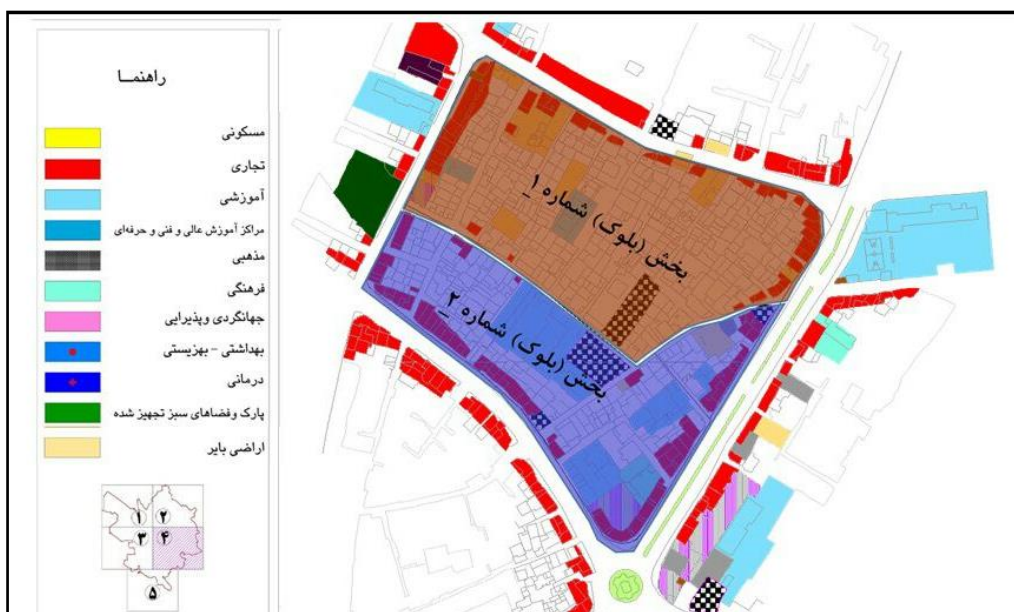 راهنمــا
مسکونی
تجاری
آموزشی
مراکز آموزش عالی و فنی و حرفه‌ای
مذهبی
فرهنگی
جهانگردی وپذیرایی
بهداشتی - بهزیستی
درمانی
پارک وفضاهای سبز تجهیز شده
اراضی بایر
۱ ۲
۳ ۴
۵
بخش (بلوک) شماره ۱
بخش (بلوک) شماره ۲